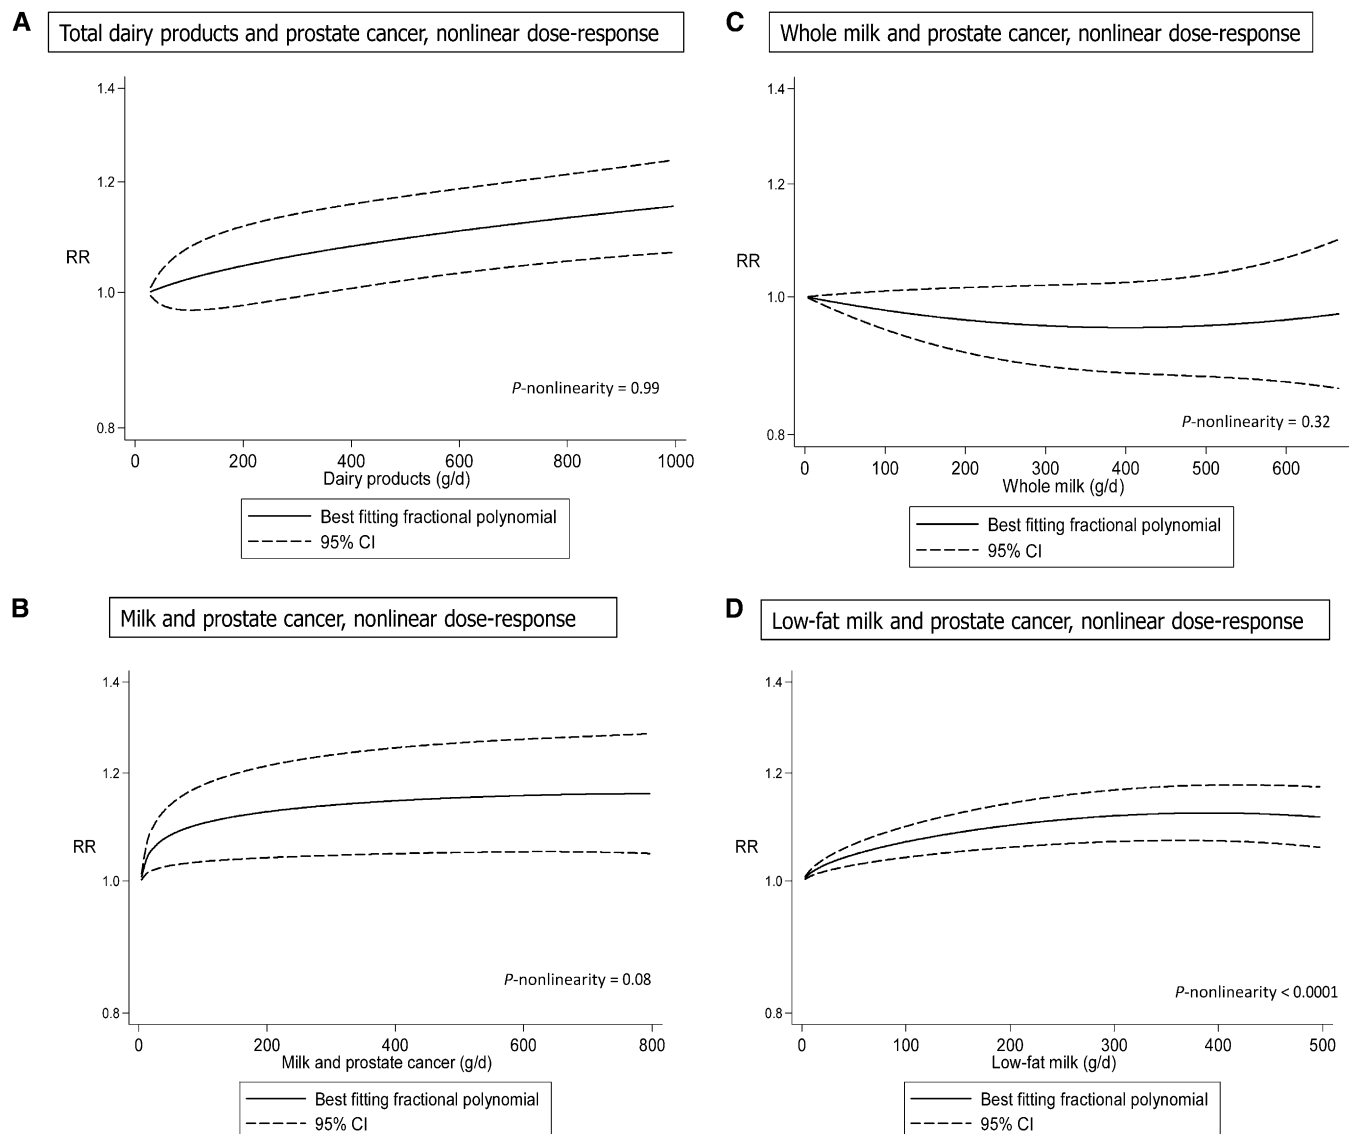 A
Total dairy products and prostate cancer, nonlinear dose-response
1.4
1.2
RR
1.0
P-nonlinearity = 0.99
0.8
0 200 400 600 800 1000
Dairy products (g/d)
Best fitting fractional polynomial
95% CI
B
Milk and prostate cancer, nonlinear dose-response
1.4
1.2
RR
1.0
P-nonlinearity = 0.08
0.8
0 200 400 600 800
Milk and prostate cancer (g/d)
Best fitting fractional polynomial
95% CI
C
Whole milk and prostate cancer, nonlinear dose-response
1.4
1.2
RR
1.0
P-nonlinearity = 0.32
0.8
0 100 200 300 400 500 600
Whole milk (g/d)
Best fitting fractional polynomial
95% CI
D
Low-fat milk and prostate cancer, nonlinear dose-response
1.4
1.2
RR
1.0
P-nonlinearity < 0.0001
0.8
0 100 200 300 400 500
Low-fat milk (g/d)
Best fitting fractional polynomial
95% CI